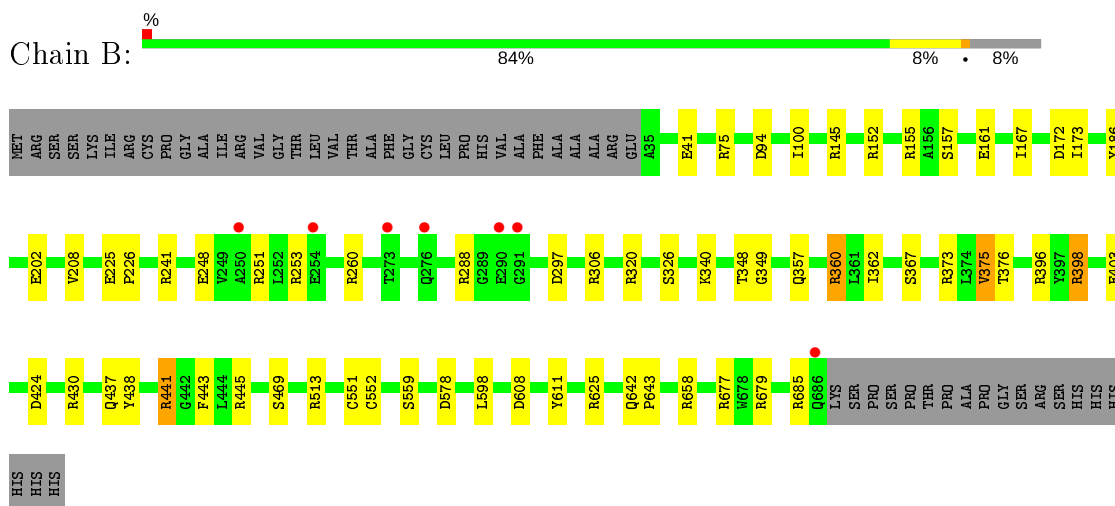 %
Chain B:
84%
8%
•
8%
MET ARG SER SER LYS ILE ARG CYS PRO GLY ALA ILE ARG VAL GLY THR LEU VAL THR ALA PHE GLY CYS LEU PRO HIS VAL ALA PHE ALA ALA ALA ARG GLU A35 E41 R75 D94 I100 R145 R152 R155 A156 S157 E161 I167 D172 I173
E202 V208 E225 P226 R241 E248 V249 A250 R251 L252 R253 E254 R260 T273 Q276 R288 G289 E290 G291 D297 R306 R320 S326 K340 T348 G349 Q357 R360 L361 I362 S367 R373 L374 V375 T376 R396 Y397 R398
D424 R430 Q437 Y438 R441 G442 F443 L444 R445 S469 R513 C551 C552 S559 D578 L598 D608 Y611 R625 Q642 P643 R658 R677 W678 R679 R685 Q686 LYS SER PRO SER PRO THR PRO ALA PRO GLY SER ARG SER HIS HIS HIS
HIS HIS HIS